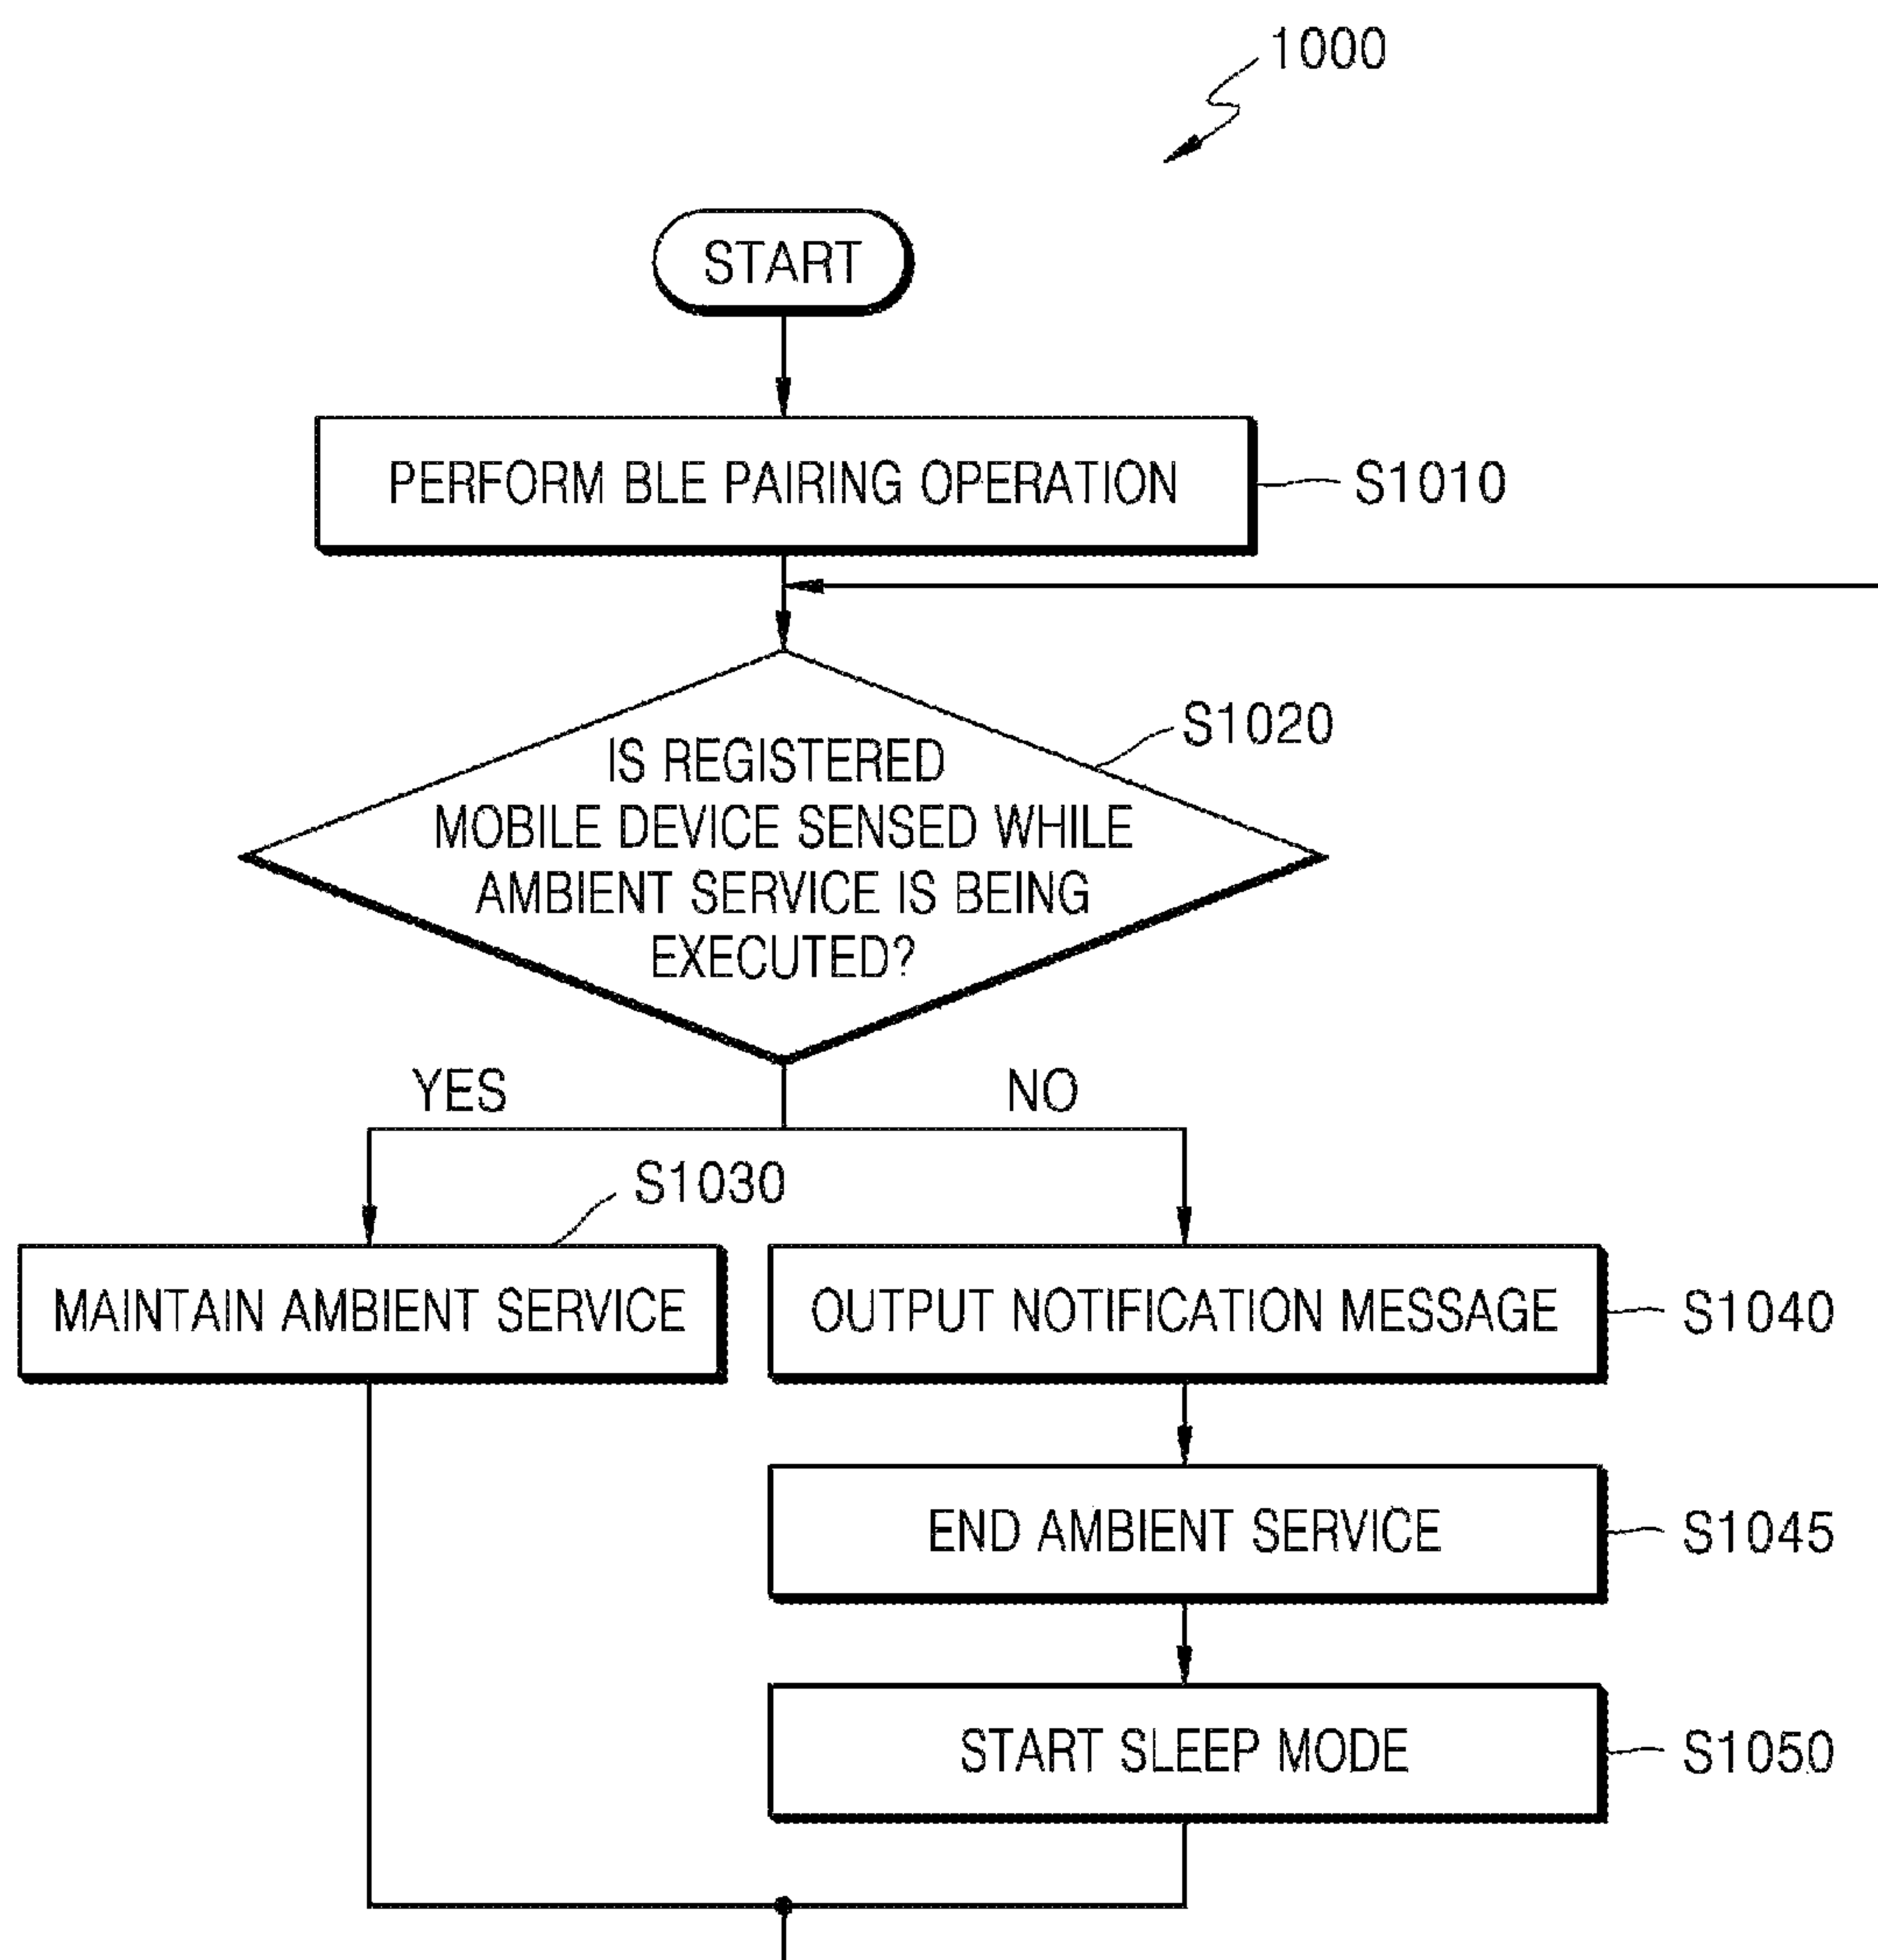 1000
START
PERFORM BLE PAIRING OPERATION
S1010
S1020
IS REGISTERED
MOBILE DEVICE SENSED WHILE
AMBIENT SERVICE IS BEING
EXECUTED?
YES
NO
S1030
MAINTAIN AMBIENT SERVICE
OUTPUT NOTIFICATION MESSAGE
S1040
END AMBIENT SERVICE
S1045
START SLEEP MODE
S1050